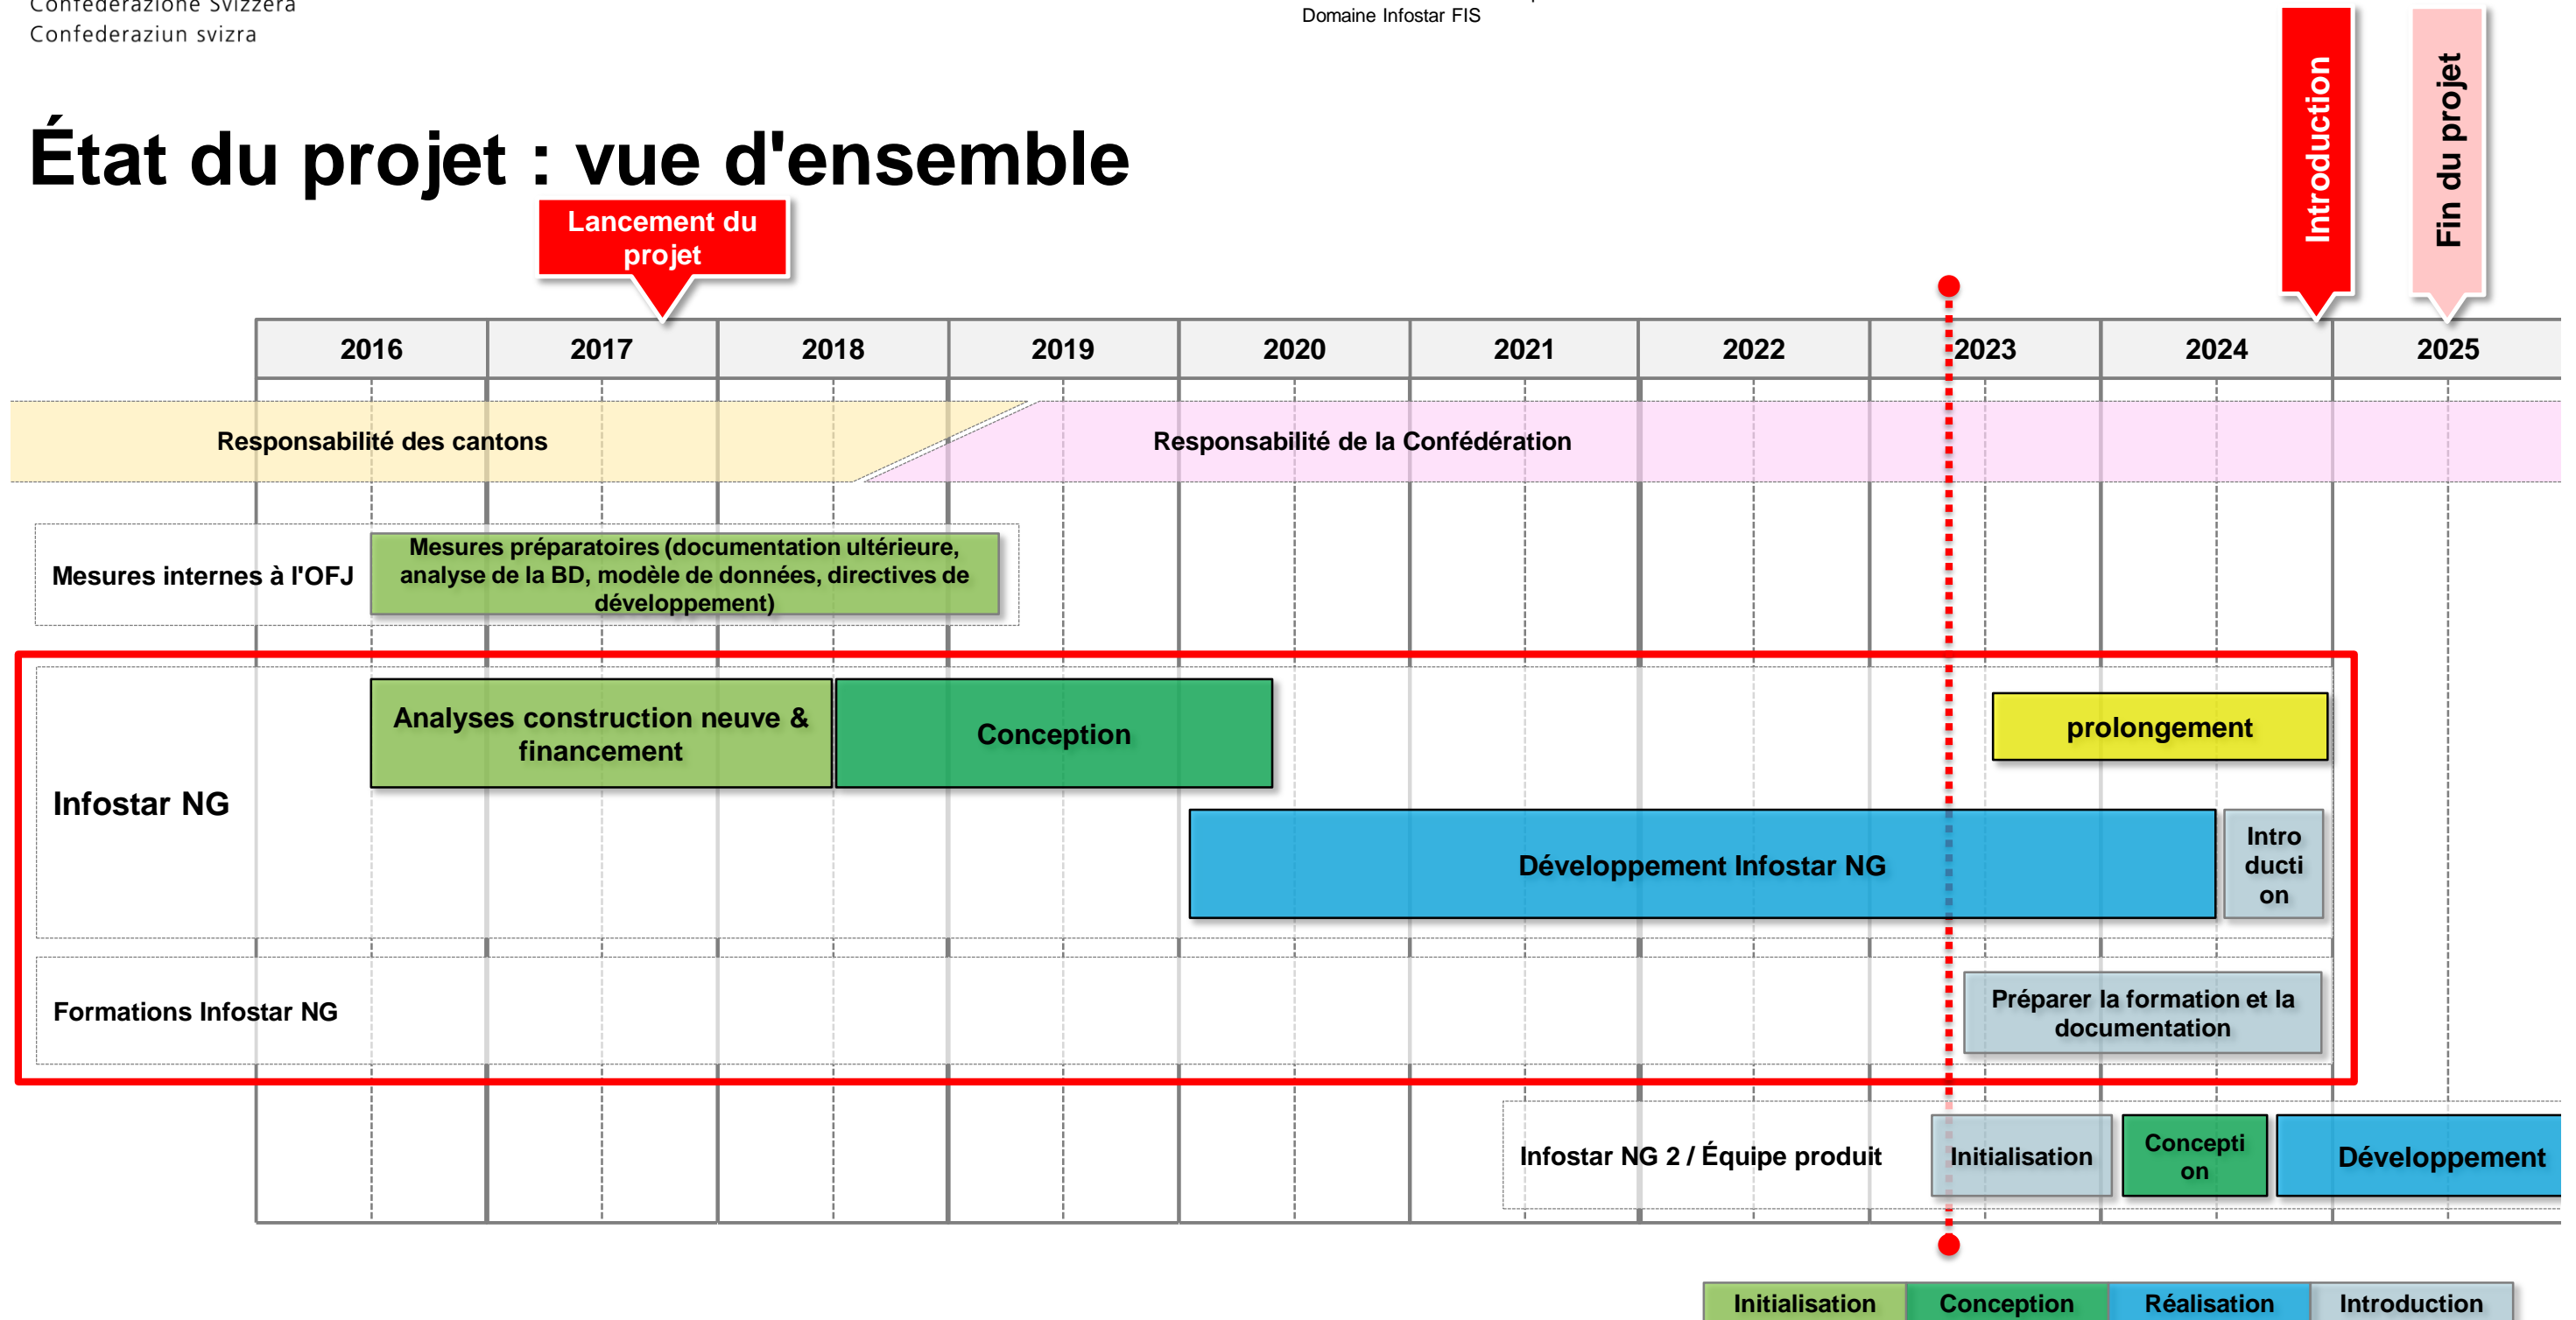 Confederazione Svizzera
Confederaziun svizra
Domaine Infostar FIS
Introduction
Fin du projet
État du projet : vue d'ensemble
Lancement du
projet
2016
2017
2018
2019
2020
2021
2022
2023
2024
2025
Responsabilité des cantons
Responsabilité de la Confédération
Mesures internes à l'OFJ
Mesures préparatoires (documentation ultérieure,
analyse de la BD, modèle de données, directives de
développement)
Infostar NG
Analyses construction neuve &
financement
Conception
prolongement
Développement Infostar NG
Intro
ducti
on
Formations Infostar NG
Préparer la formation et la
documentation
Infostar NG 2 / Équipe produit
Initialisation
Concepti
on
Développement
Initialisation
Conception
Réalisation
Introduction